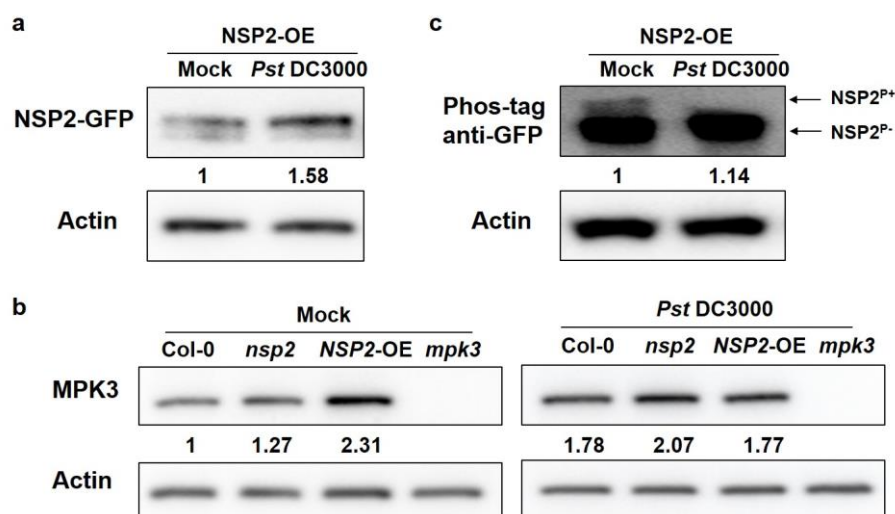 a
NSP2-OE
Mock Pst DC3000
NSP2-GFP
1 1.58
Actin
c
NSP2-OE
Mock Pst DC3000
Phos-tag
anti-GFP
NSP2P+
NSP2P-
1 1.14
Actin
b
Mock
Col-0 nsp2 NSP2-OE mpk3
MPK3
1 1.27 2.31
Actin
Pst DC3000
Col-0 nsp2 NSP2-OE mpk3
1.78 2.07 1.77